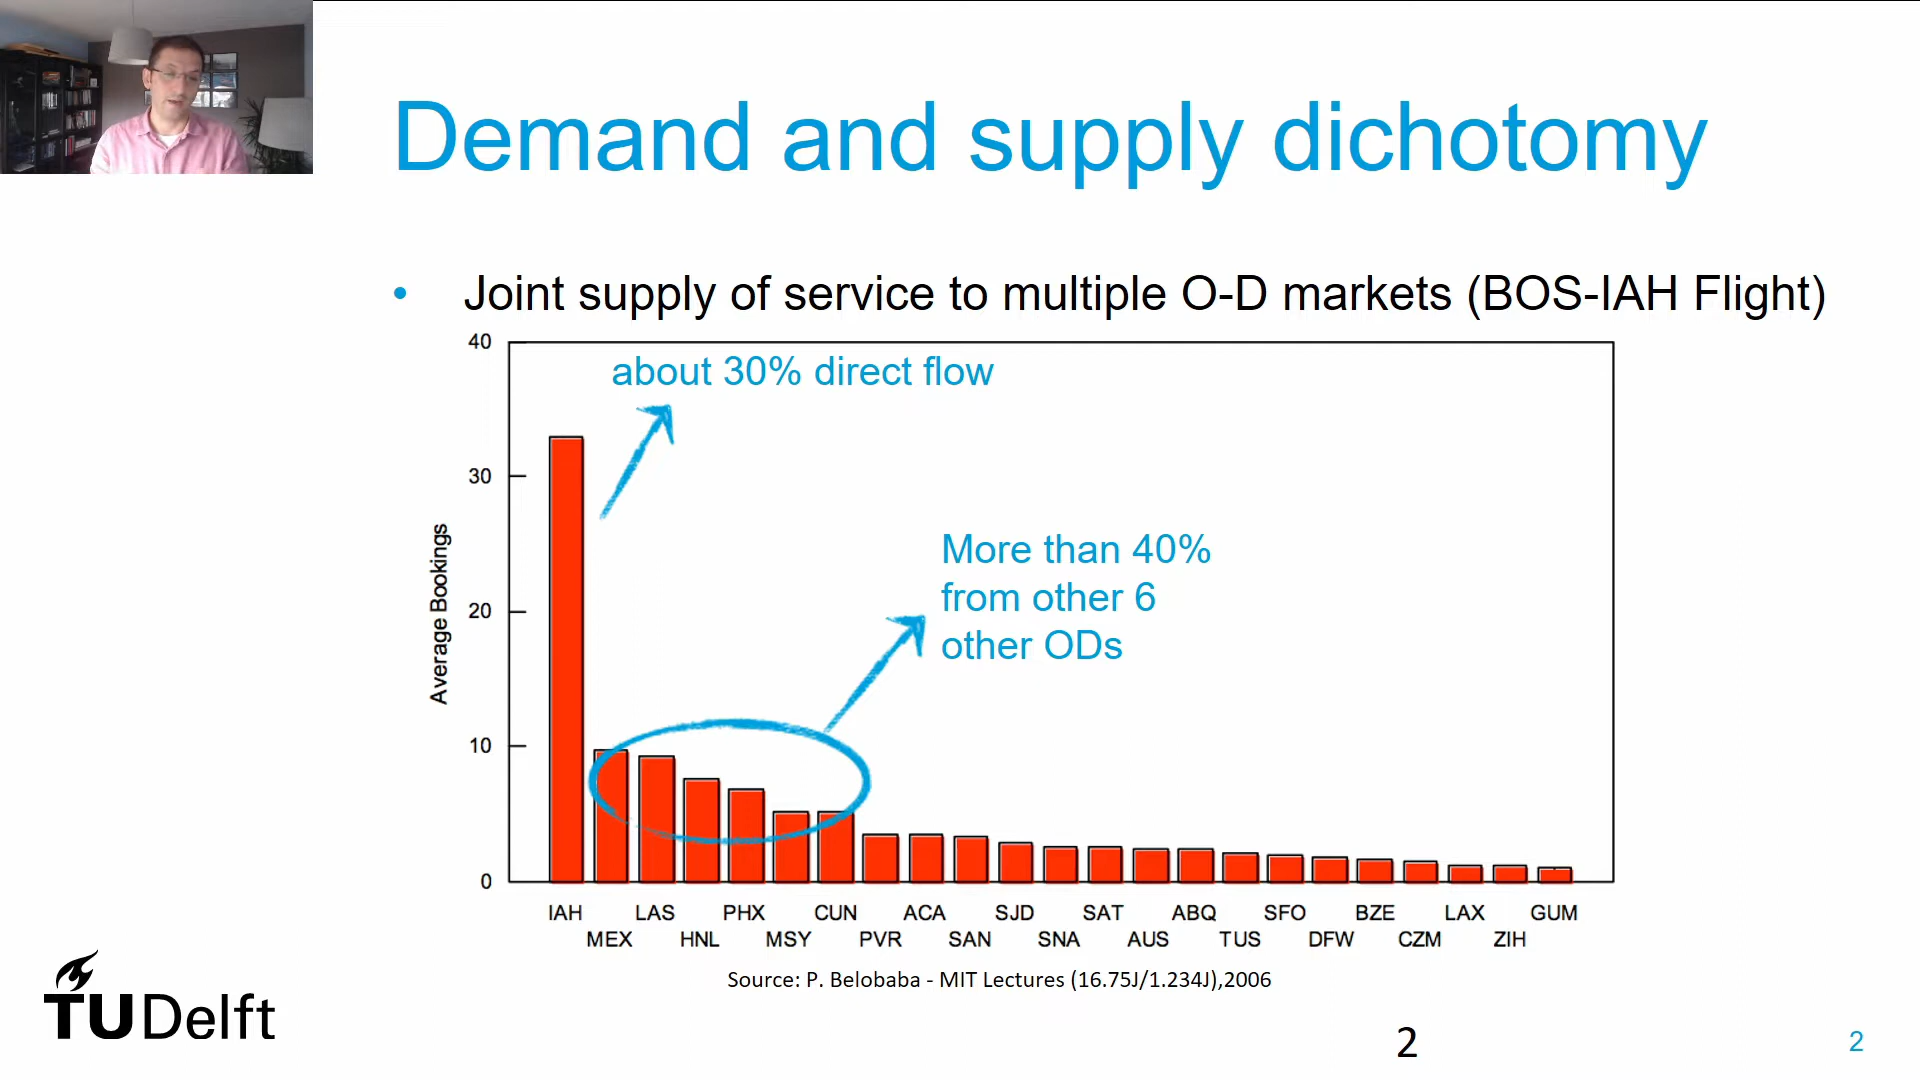 Demand and supply dichotomy
• Joint supply of service to multiple O-D markets (BOS-IAH Flight)
40
about 30% direct flow
30
More than 40%
from other 6
other ODs
20
Average Bookings
10
0
IAH LAS PHX CUN ACA SJD SAT ABQ SFO BZE LAX GUM
MEX HNL MSY PVR SAN SNA AUS TUS DFW CZM ZIH
Source: P. Belobaba - MIT Lectures (16.75J/1.234J),2006
TUDelft
2
2